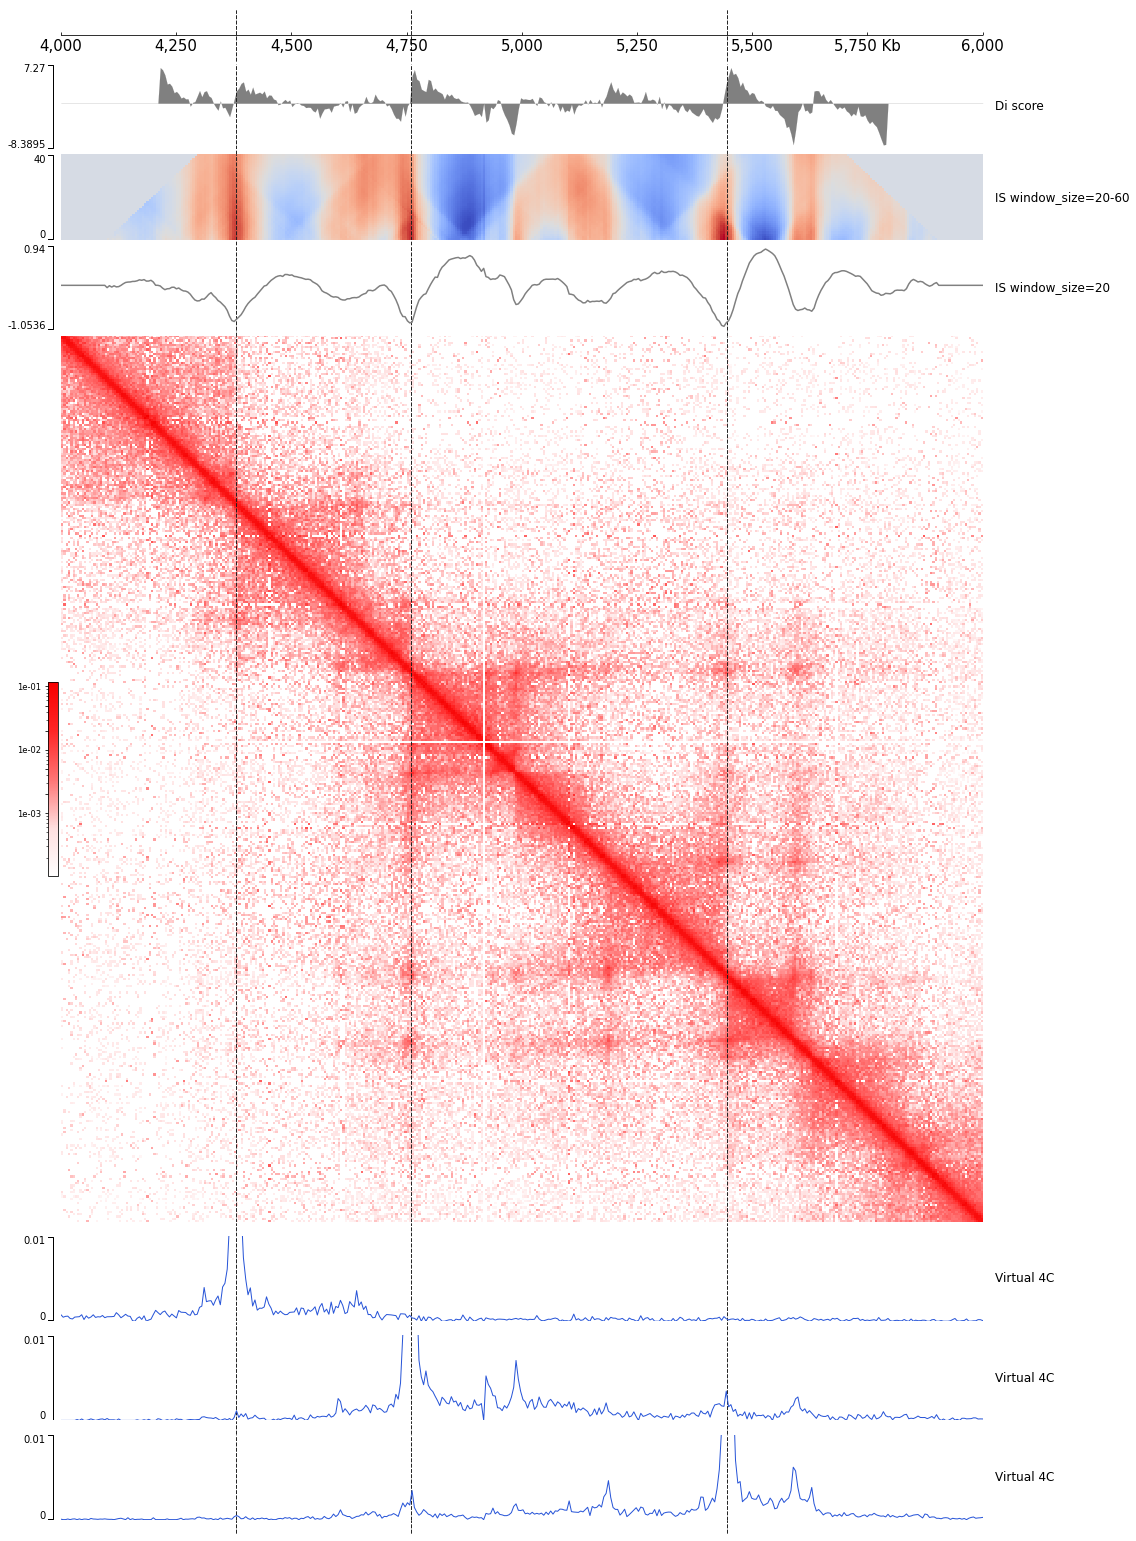 4,000 4,250 4,500 4,750 5,000 5,250 5,500 5,750 Kb 6,000
7.27
Di score
-8.3895
40
IS window_size=20-60
0
0.94
IS window_size=20
-1.0536
1e-01
1e-02
1e-03
0.01
Virtual 4C
0
0.01
Virtual 4C
0
0.01
Virtual 4C
0